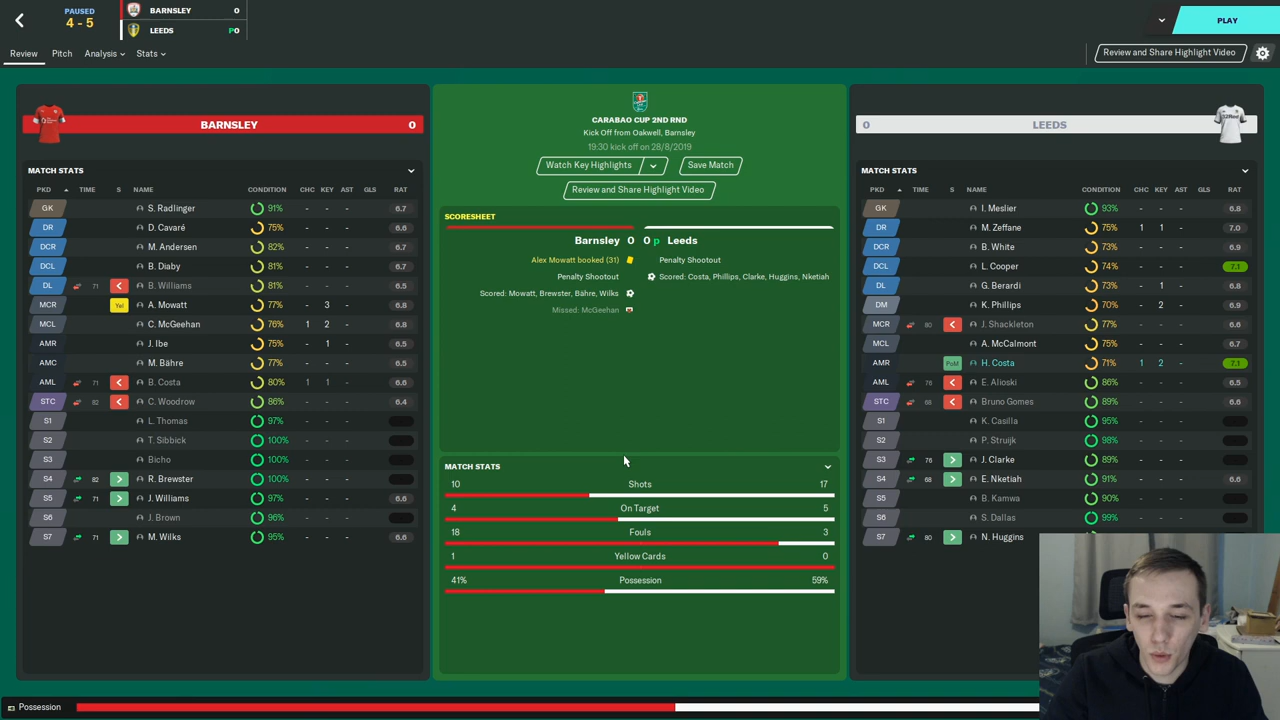 PAUSED
4 - 5
BARNSLEY 0
LEEDS P0
PLAY
Review Pitch Analysis Stats
Review and Share Highlight Video
BARNSLEY 0
MATCH STATS
PKD TIME S NAME CONDITION CHC KEY AST GLS RAT
GK S. Radlinger 91% - - - 6.7
DR D. Cavaré 75% - - - 6.6
DCR M. Andersen 82% - - - 6.7
DCL B. Diaby 81% - - - 6.7
DL 71 B. Williams 81% - - - 6.5
MCR Yel A. Mowatt 77% - 3 - 6.8
MCL C. McGeehan 76% 1 2 - 6.8
AMR J. Ibe 75% - 1 - 6.5
AMC M. Bähre 77% - - - 6.5
AML 71 B. Costa 80% 1 1 - 6.6
STC 82 C. Woodrow 86% - - - 6.4
S1 L. Thomas 97%
S2 T. Sibbick 100%
S3 Bicho 100%
S4 82 R. Brewster 100% - - -
S5 71 J. Williams 97% - - - 6.6
S6 J. Brown 96%
S7 71 M. Wilks 95% - - - 6.6
CARABAO CUP 2ND RND
Kick Off from Oakwell, Barnsley
19:30 kick off on 28/8/2019
Watch Key Highlights Save Match
Review and Share Highlight Video
SCORESHEET
Barnsley 0 0 p Leeds
Alex Mowatt booked (31) Penalty Shootout
Penalty Shootout Scored: Costa, Phillips, Clarke, Huggins, Nketiah
Scored: Mowatt, Brewster, Bähre, Wilks
Missed: McGeehan
MATCH STATS
10 Shots 17
4 On Target 5
18 Fouls 3
1 Yellow Cards 0
41% Possession 59%
0 LEEDS
MATCH STATS
PKD TIME S NAME CONDITION CHC KEY AST GLS RAT
GK I. Meslier 93% - - - 6.8
DR M. Zeffane 75% 1 1 - 7.0
DCR B. White 73% - - - 6.9
DCL L. Cooper 74% - - - 7.1
DL G. Berardi 73% - 1 - 6.8
DM K. Phillips 70% - 2 - 6.9
MCR 80 J. Shackleton 77% - - - 6.6
MCL A. McCalmont 75% - - - 6.7
AMR PoM H. Costa 71% 1 2 - 7.1
AML 76 E. Alioski 86% - - - 6.5
STC 68 Bruno Gomes 89% - - - 6.6
S1 K. Casilla 95%
S2 P. Struijk 98%
S3 76 J. Clarke 89% - - -
S4 68 E. Nketiah 91% - - - 6.6
S5 B. Kamwa 90%
S6 S. Dallas 99%
S7 80 N. Huggins
Possession